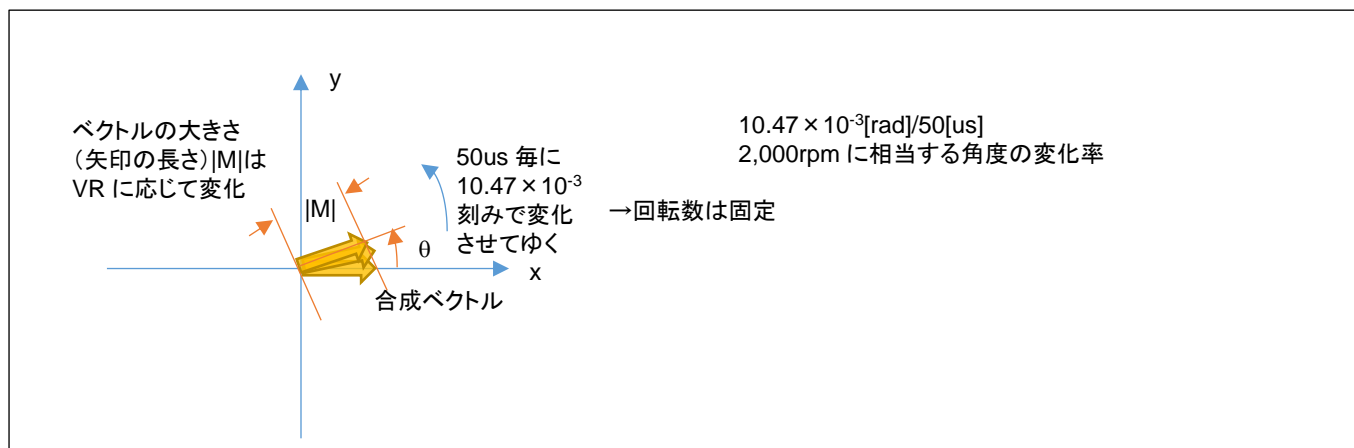 y
ベクトルの大きさ
(矢印の長さ)|M|は
VR に応じて変化
|M|
50us 毎に
10.47×10⁻³
刻みで変化
させてゆく
→回転数は固定
θ
x
合成ベクトル
10.47×10⁻³[rad]/50[us]
2,000rpm に相当する角度の変化率